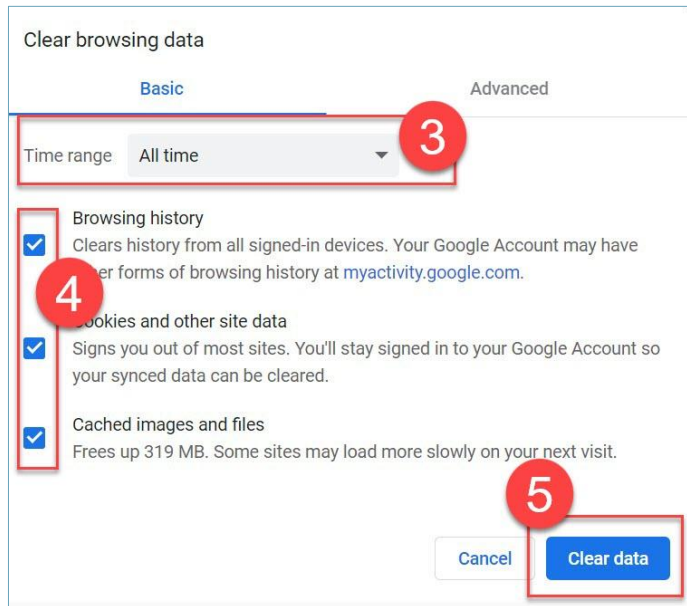 Clear browsing data
Basic Advanced
Time range All time 3
Browsing history
Clears history from all signed-in devices. Your Google Account may have
er forms of browsing history at myactivity.google.com.
4
ookies and other site data
Signs you out of most sites. You'll stay signed in to your Google Account so
your synced data can be cleared.
Cached images and files
Frees up 319 MB. Some sites may load more slowly on your next visit.
5
Cancel Clear data